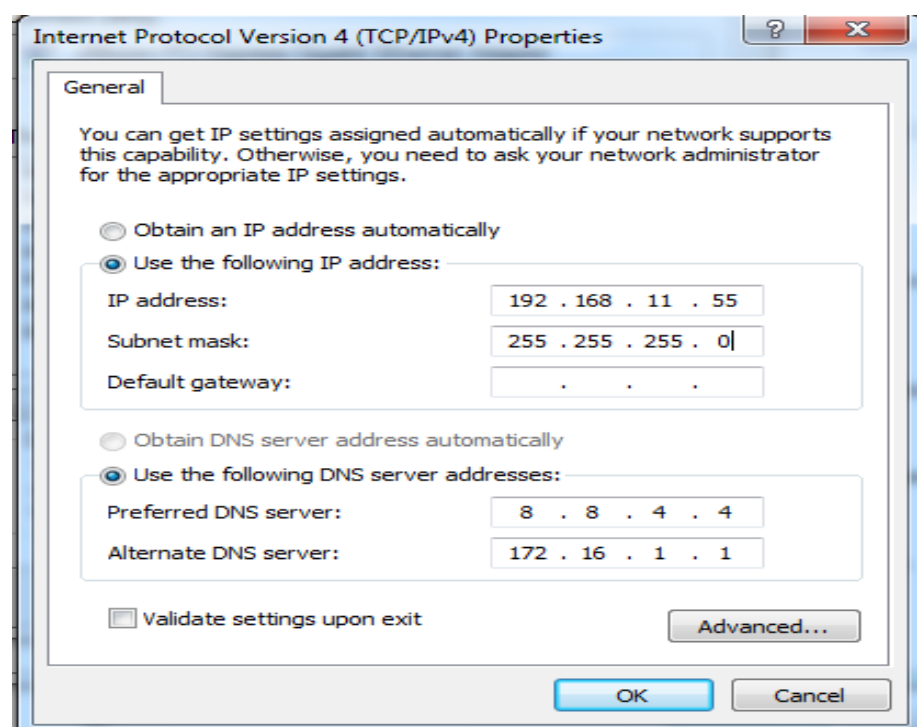 Internet Protocol Version 4 (TCP/IPv4) Properties
?
General
You can get IP settings assigned automatically if your network supports
this capability. Otherwise, you need to ask your network administrator
for the appropriate IP settings.
Obtain an IP address automatically
Use the following IP address:
IP address: 192 . 168 . 11 . 55
Subnet mask: 255 . 255 . 255 . 0
Default gateway: . . .
Obtain DNS server address automatically
Use the following DNS server addresses:
Preferred DNS server: 8 . 8 . 4 . 4
Alternate DNS server: 172 . 16 . 1 . 1
Validate settings upon exit
Advanced...
OK Cancel